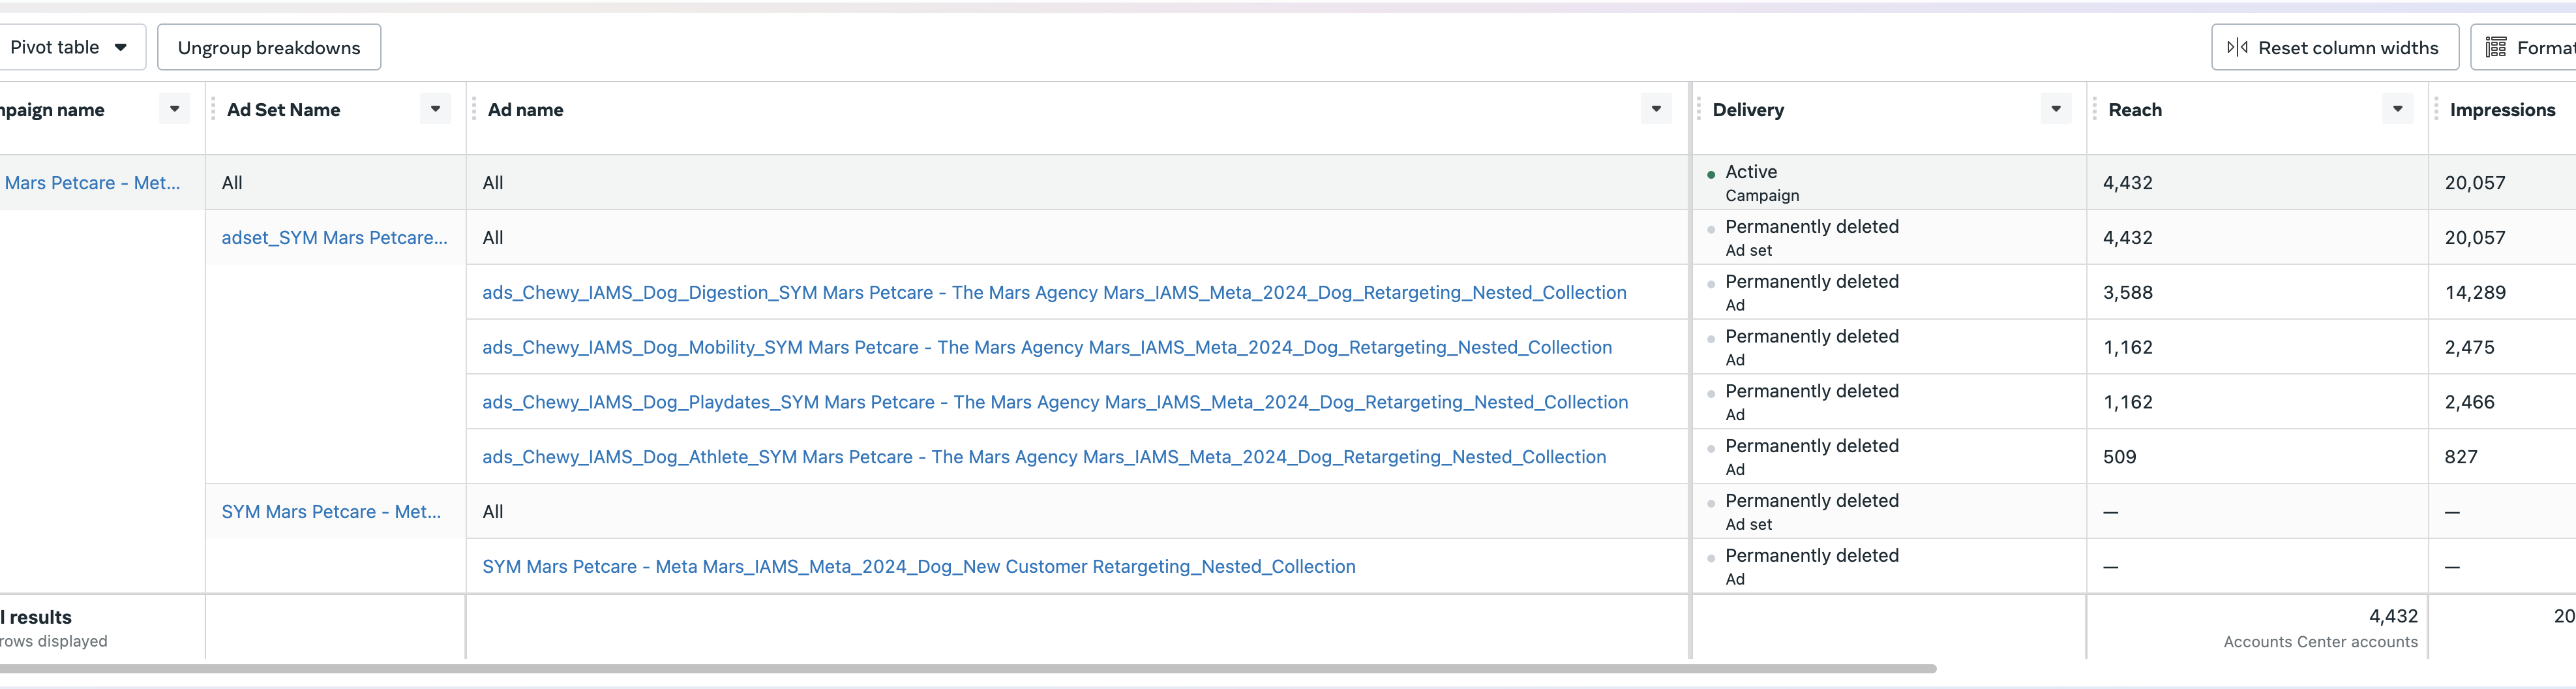 Pivot table
Ungroup breakdowns
Reset column widths
Format
mpaign name
Ad Set Name
Ad name
Delivery
Reach
Impressions
Mars Petcare - Met...
All
All
Active
Campaign
4,432
20,057
adset_SYM Mars Petcare...
All
Permanently deleted
Ad set
4,432
20,057
ads_Chewy_IAMS_Dog_Digestion_SYM Mars Petcare - The Mars Agency Mars_IAMS_Meta_2024_Dog_Retargeting_Nested_Collection
Permanently deleted
Ad
3,588
14,289
ads_Chewy_IAMS_Dog_Mobility_SYM Mars Petcare - The Mars Agency Mars_IAMS_Meta_2024_Dog_Retargeting_Nested_Collection
Permanently deleted
Ad
1,162
2,475
ads_Chewy_IAMS_Dog_Playdates_SYM Mars Petcare - The Mars Agency Mars_IAMS_Meta_2024_Dog_Retargeting_Nested_Collection
Permanently deleted
Ad
1,162
2,466
ads_Chewy_IAMS_Dog_Athlete_SYM Mars Petcare - The Mars Agency Mars_IAMS_Meta_2024_Dog_Retargeting_Nested_Collection
Permanently deleted
Ad
509
827
SYM Mars Petcare - Met...
All
Permanently deleted
Ad set
—
—
SYM Mars Petcare - Meta Mars_IAMS_Meta_2024_Dog_New Customer Retargeting_Nested_Collection
Permanently deleted
Ad
—
—
l results
rows displayed
4,432
Accounts Center accounts
20